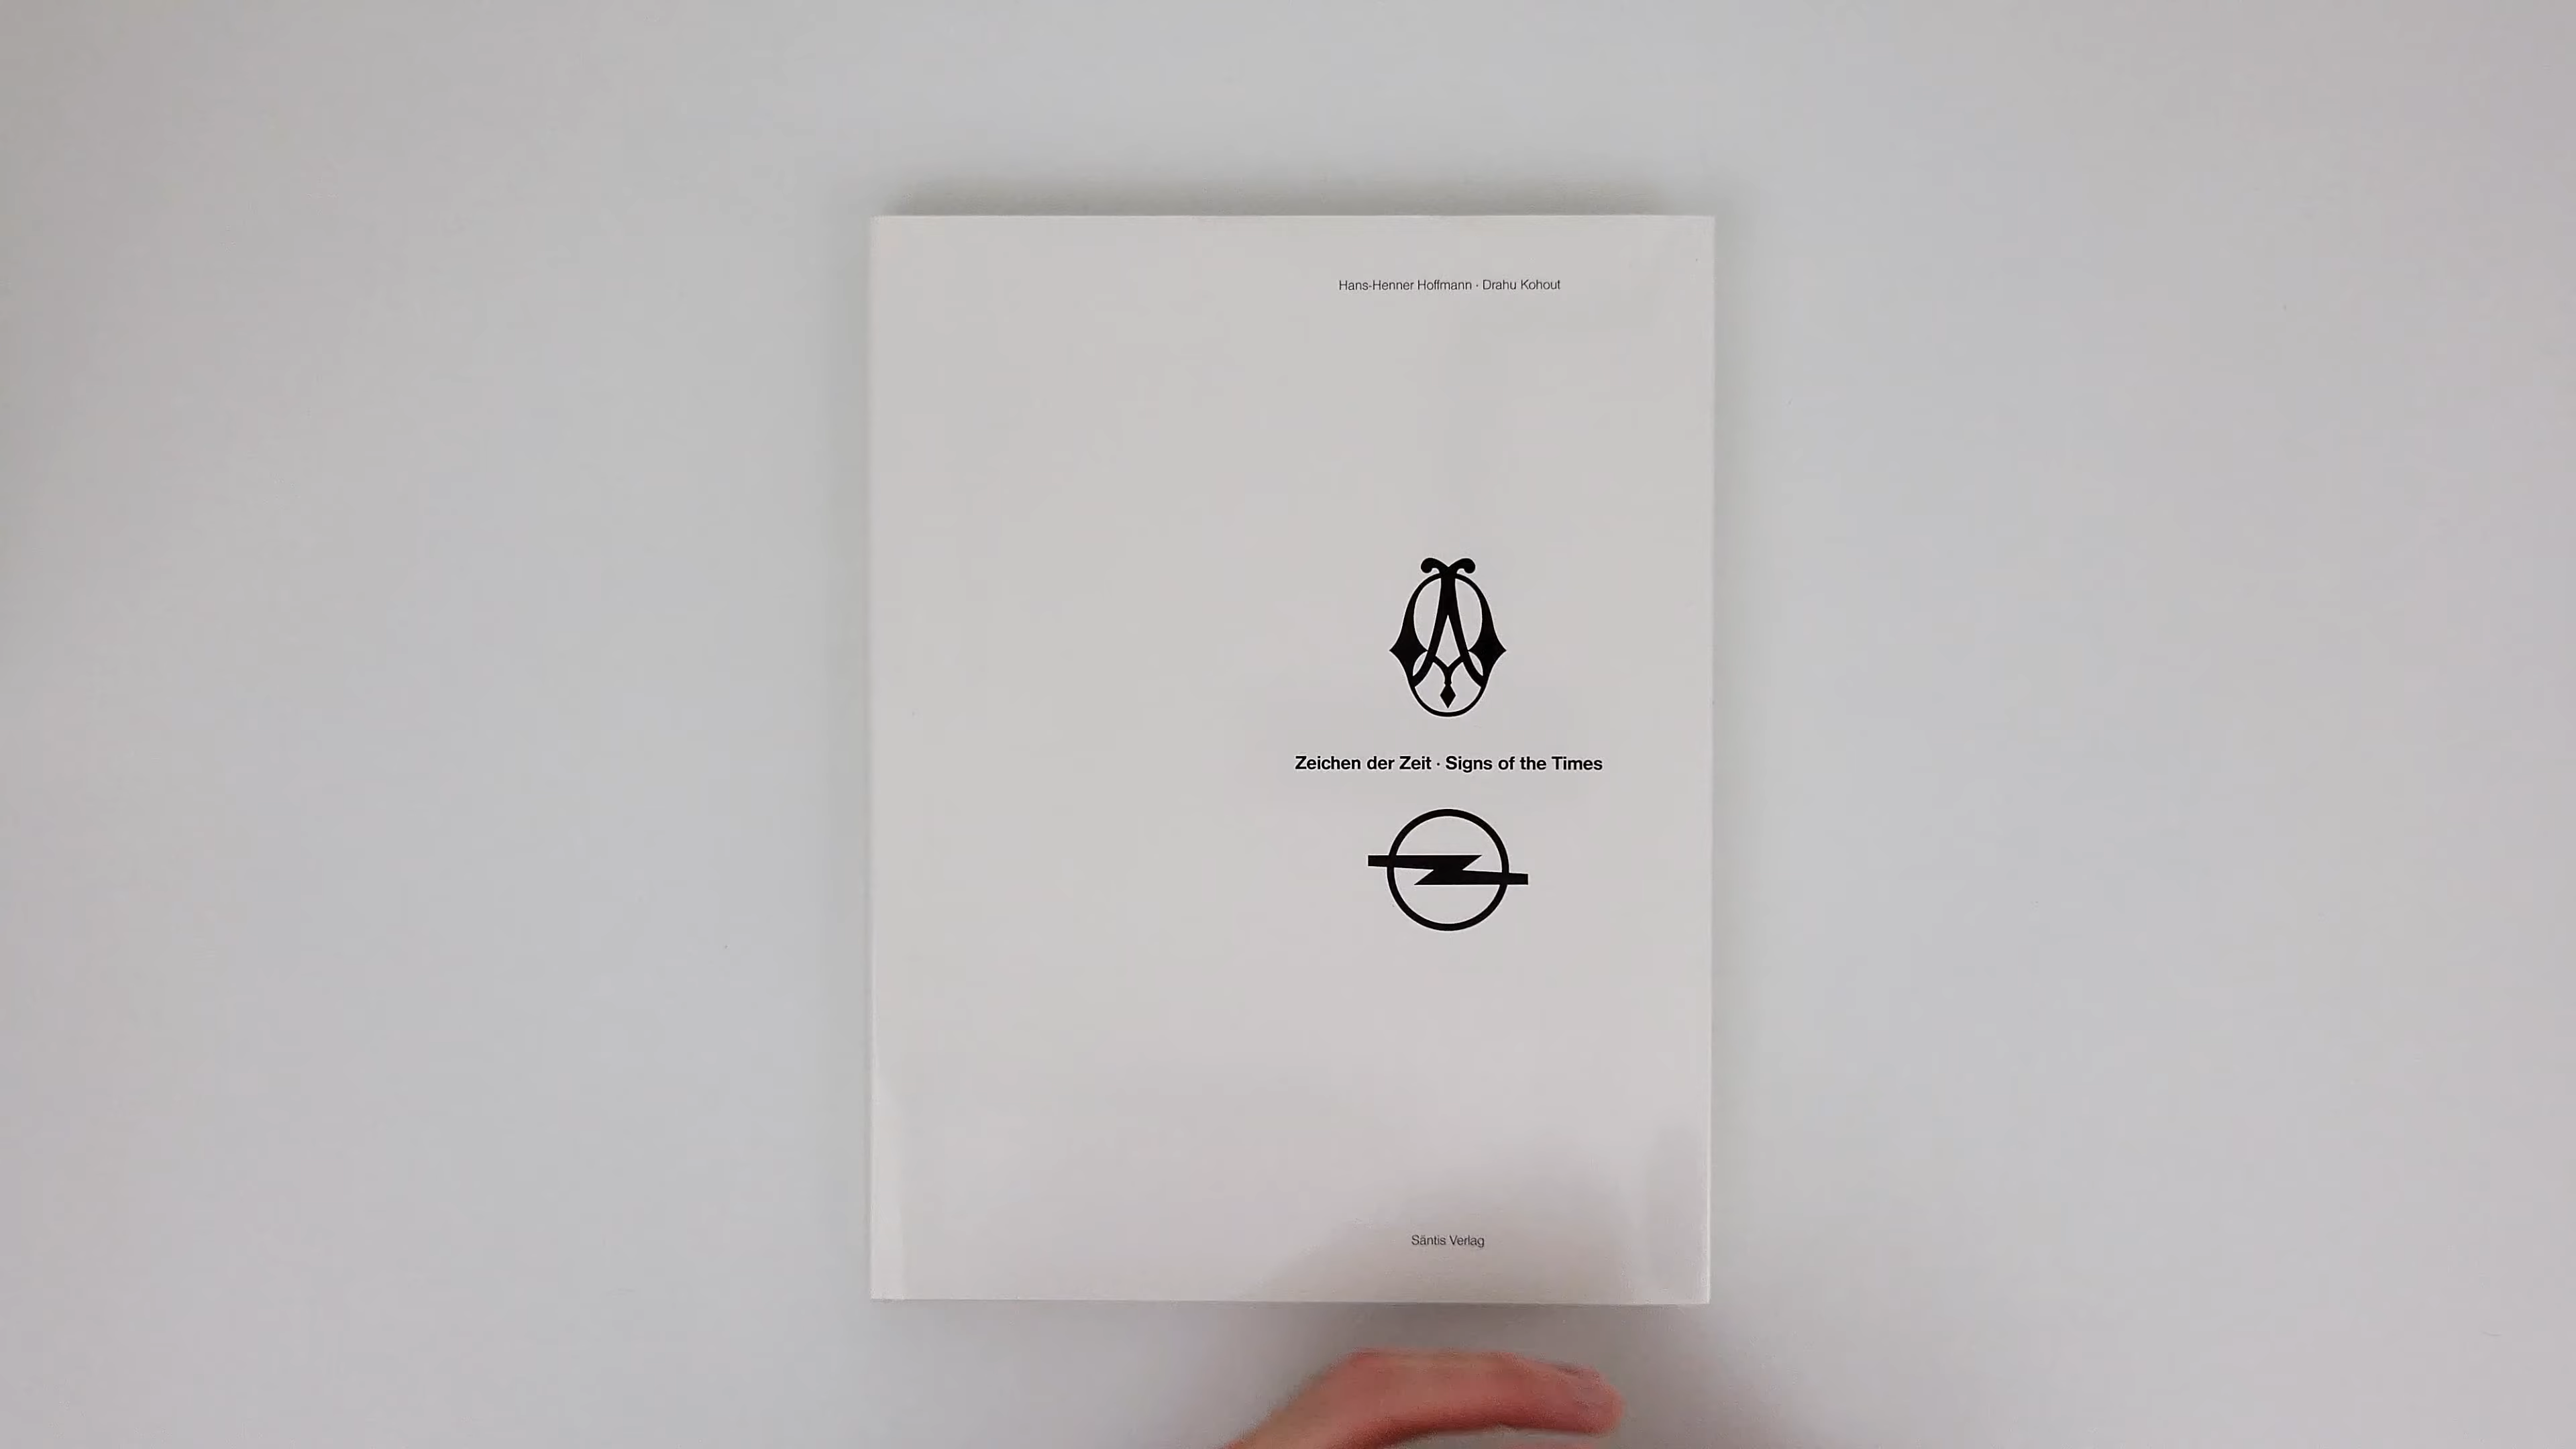 Hans-Henner Hoffmann · Drahu Kohout
Zeichen der Zeit · Signs of the Times
Säntis Verlag